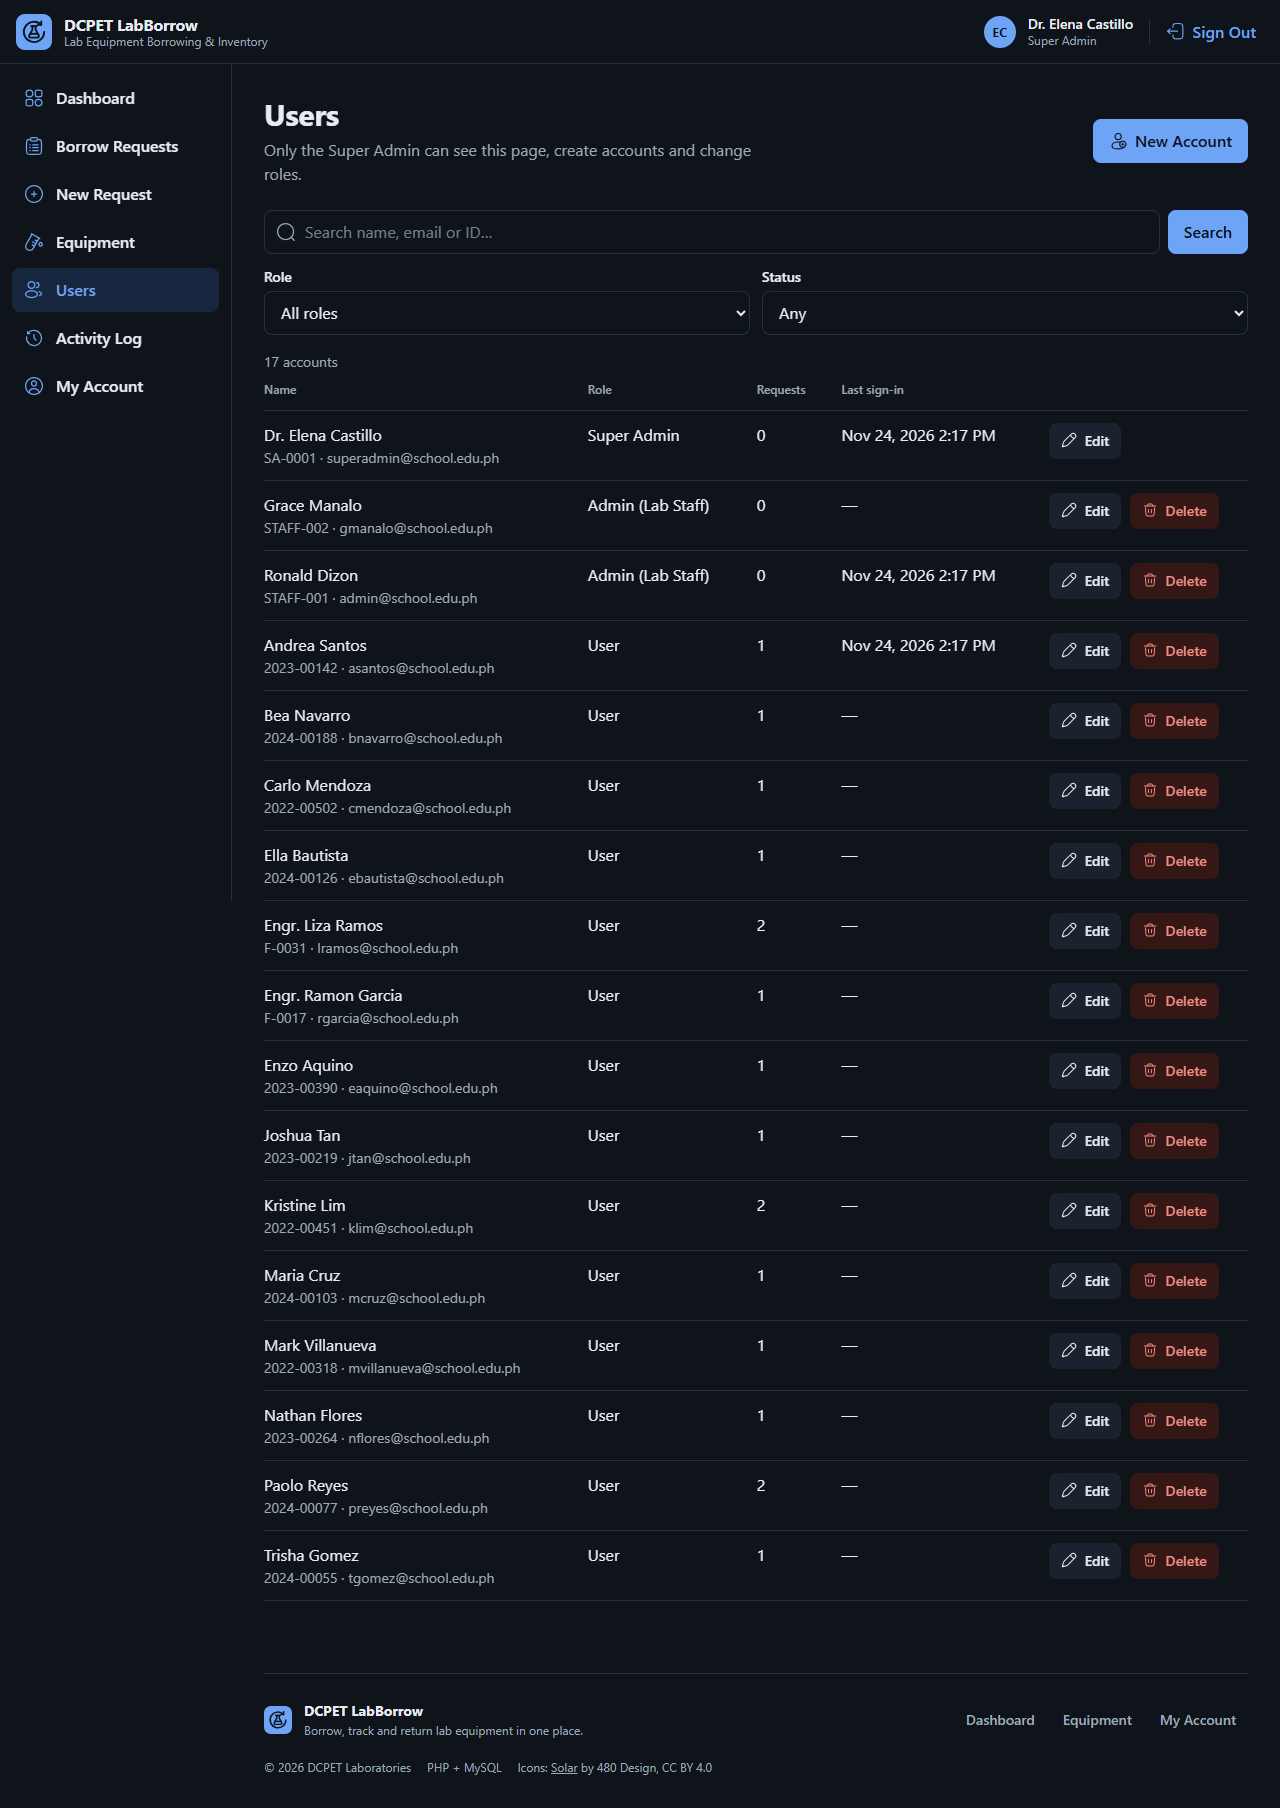 DCPET LabBorrow
Lab Equipment Borrowing & Inventory
EC
Dr. Elena Castillo
Super Admin
Sign Out
Dashboard
Borrow Requests
New Request
Equipment
Users
Activity Log
My Account
Users
Only the Super Admin can see this page, create accounts and change
roles.
New Account
Search name, email or ID...
Search
Role
Status
All roles
Any
17 accounts
Name Role Requests Last sign-in
Dr. Elena Castillo Super Admin 0 Nov 24, 2026 2:17 PM Edit
SA-0001 · superadmin@school.edu.ph
Grace Manalo Admin (Lab Staff) 0 — Edit Delete
STAFF-002 · gmanalo@school.edu.ph
Ronald Dizon Admin (Lab Staff) 0 Nov 24, 2026 2:17 PM Edit Delete
STAFF-001 · admin@school.edu.ph
Andrea Santos User 1 Nov 24, 2026 2:17 PM Edit Delete
2023-00142 · asantos@school.edu.ph
Bea Navarro User 1 — Edit Delete
2024-00188 · bnavarro@school.edu.ph
Carlo Mendoza User 1 — Edit Delete
2022-00502 · cmendoza@school.edu.ph
Ella Bautista User 1 — Edit Delete
2024-00126 · ebautista@school.edu.ph
Engr. Liza Ramos User 2 — Edit Delete
F-0031 · lramos@school.edu.ph
Engr. Ramon Garcia User 1 — Edit Delete
F-0017 · rgarcia@school.edu.ph
Enzo Aquino User 1 — Edit Delete
2023-00390 · eaquino@school.edu.ph
Joshua Tan User 1 — Edit Delete
2023-00219 · jtan@school.edu.ph
Kristine Lim User 2 — Edit Delete
2022-00451 · klim@school.edu.ph
Maria Cruz User 1 — Edit Delete
2024-00103 · mcruz@school.edu.ph
Mark Villanueva User 1 — Edit Delete
2022-00318 · mvillanueva@school.edu.ph
Nathan Flores User 1 — Edit Delete
2023-00264 · nflores@school.edu.ph
Paolo Reyes User 2 — Edit Delete
2024-00077 · preyes@school.edu.ph
Trisha Gomez User 1 — Edit Delete
2024-00055 · tgomez@school.edu.ph
DCPET LabBorrow
Borrow, track and return lab equipment in one place.
Dashboard Equipment My Account
© 2026 DCPET Laboratories PHP + MySQL Icons: Solar by 480 Design, CC BY 4.0